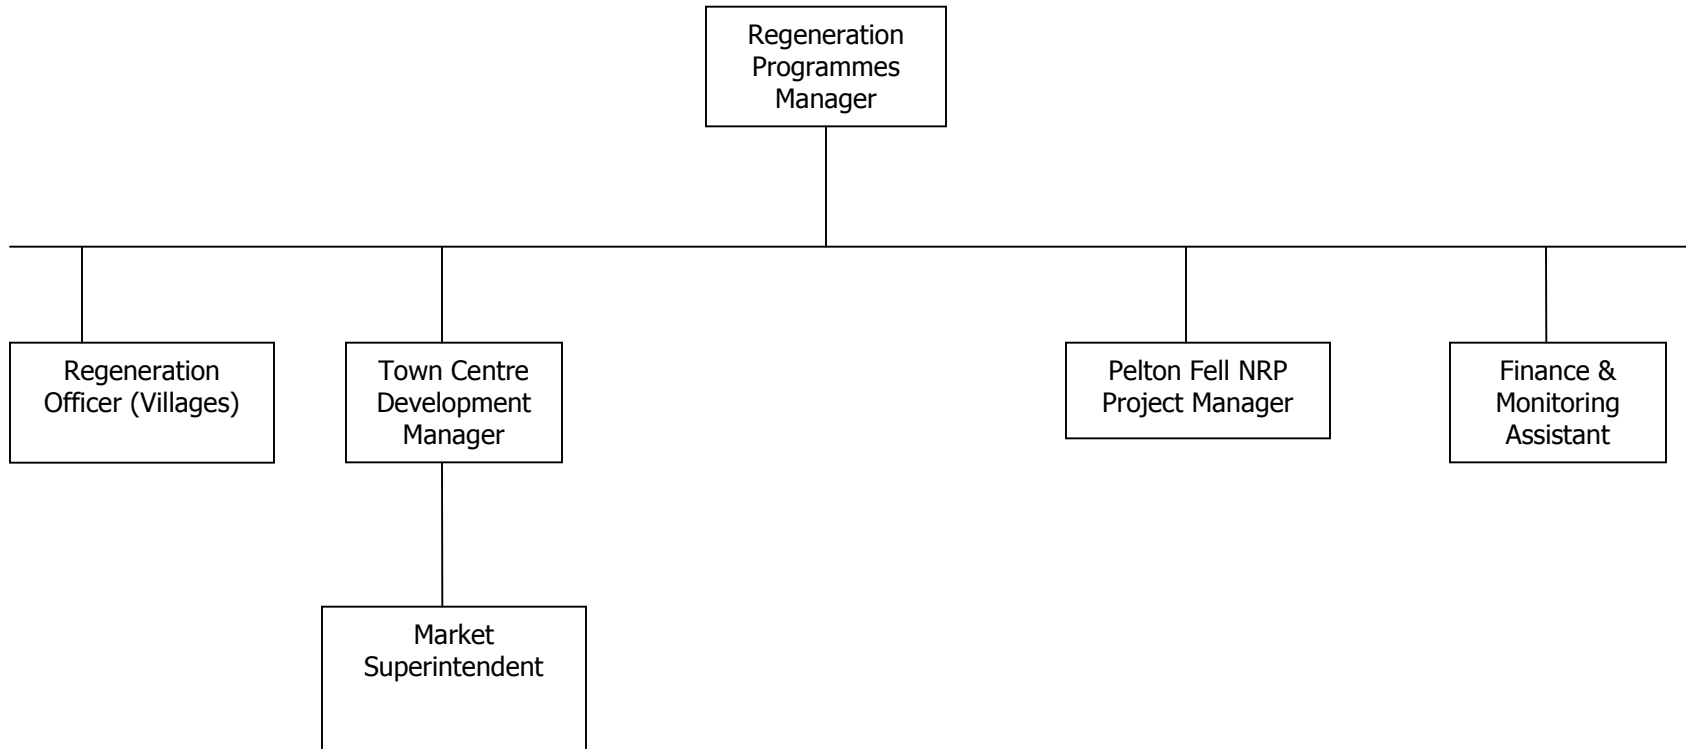 Regeneration
Programmes
Manager
Regeneration
Officer (Villages)
Town Centre
Development
Manager
Pelton Fell NRP
Project Manager
Finance &
Monitoring
Assistant
Market
Superintendent